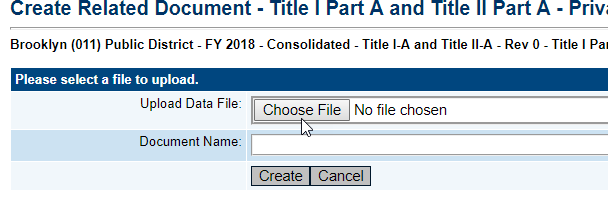 Create Related Document - Title I Part A and Title II Part A - Priva
Brooklyn (011) Public District - FY 2018 - Consolidated - Title I-A and Title II-A - Rev 0 - Title I Par
Please select a file to upload.
Upload Data File: Choose File No file chosen
Document Name:
Create Cancel